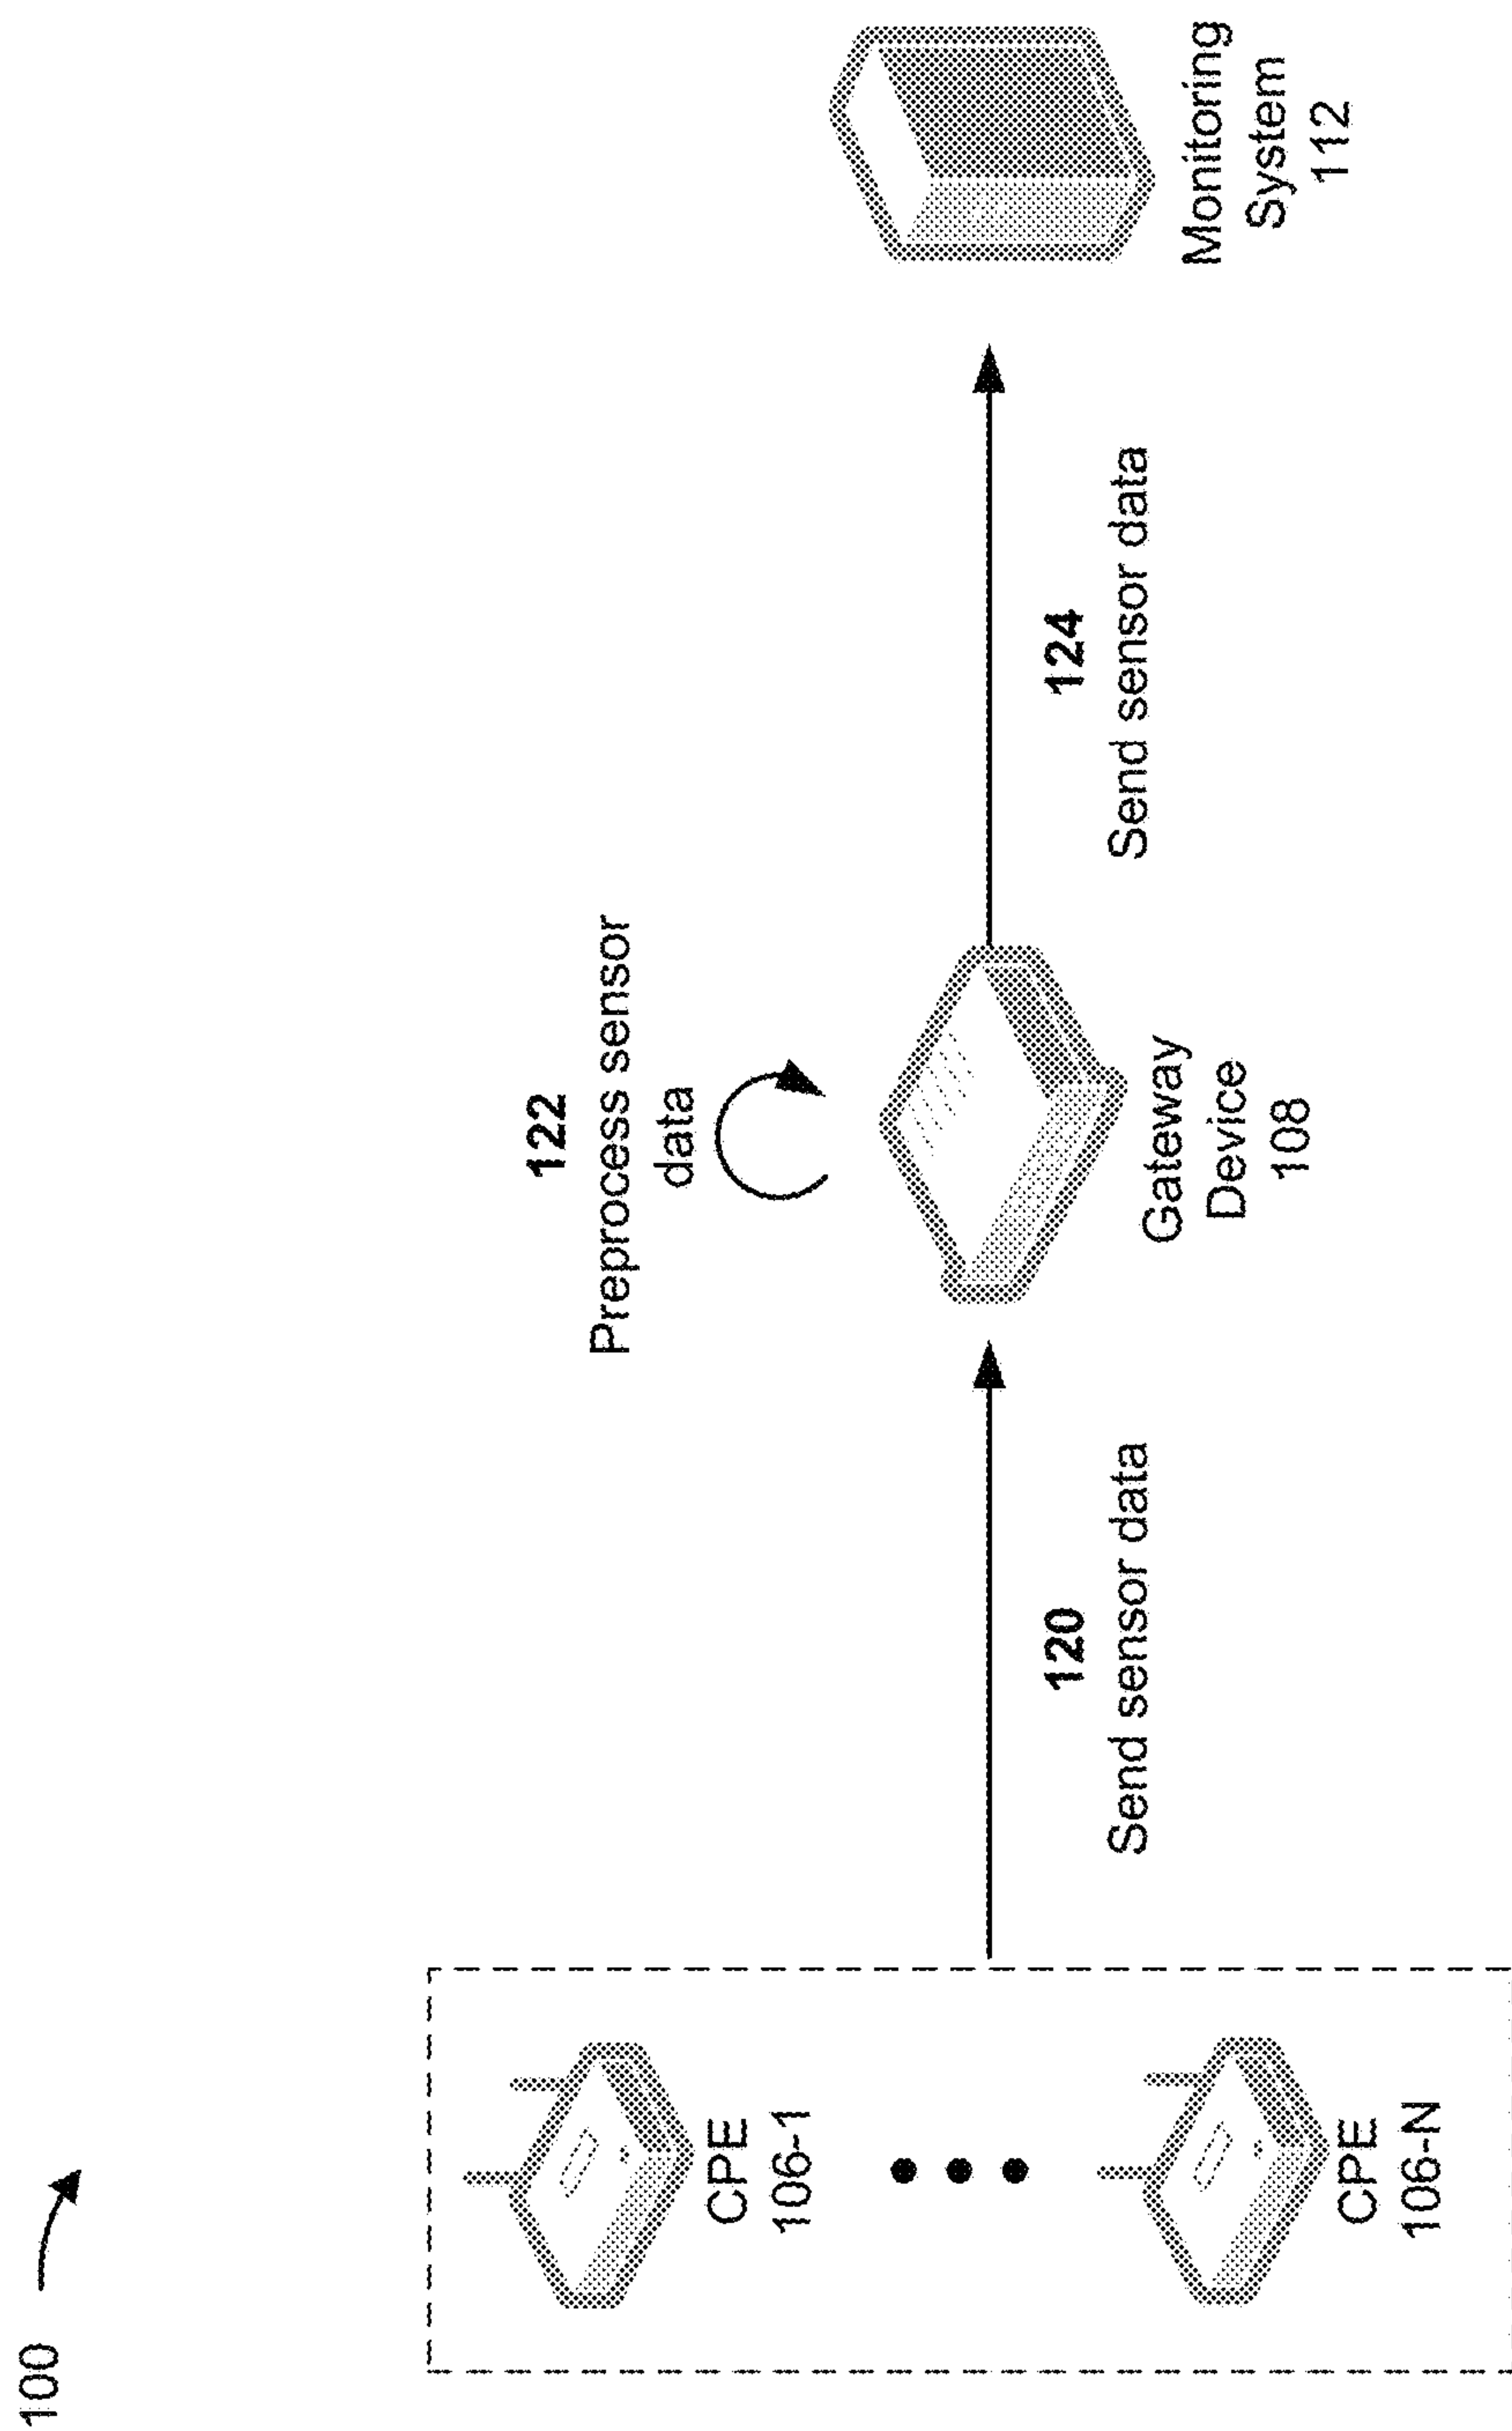 100
CPE
106-1
CPE
106-N
120
Send sensor data
122
Preprocess sensor
data
Gateway
Device
108
124
Send sensor data
Monitoring
System
112